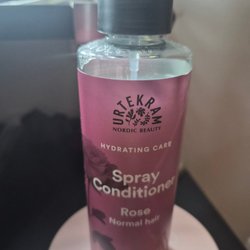 URTEKRAM
NORDIC BEAUTY
HYDRATING CARE
Spray
Conditioner
Rose
Normal hair